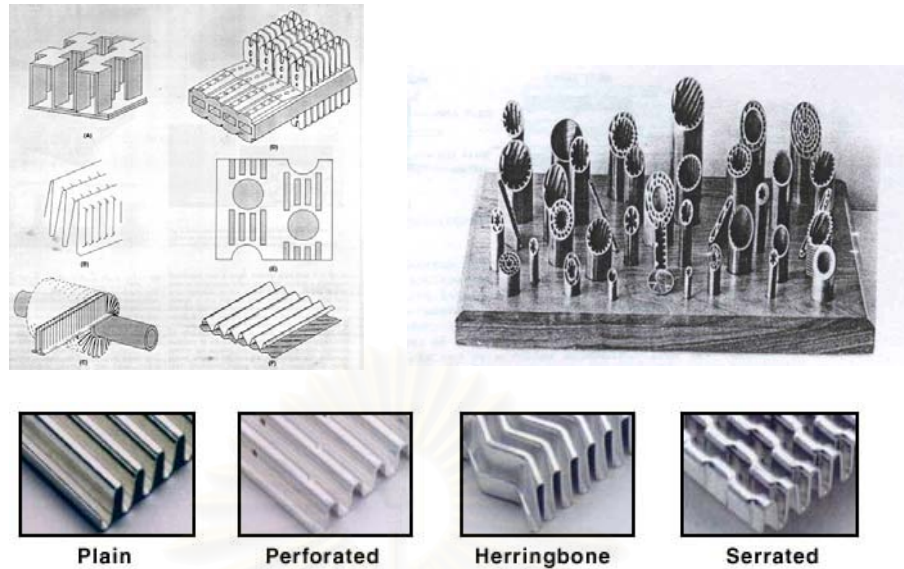 (A)
(D)
(B)
(E)
(C)
(F)
Plain
Perforated
Herringbone
Serrated